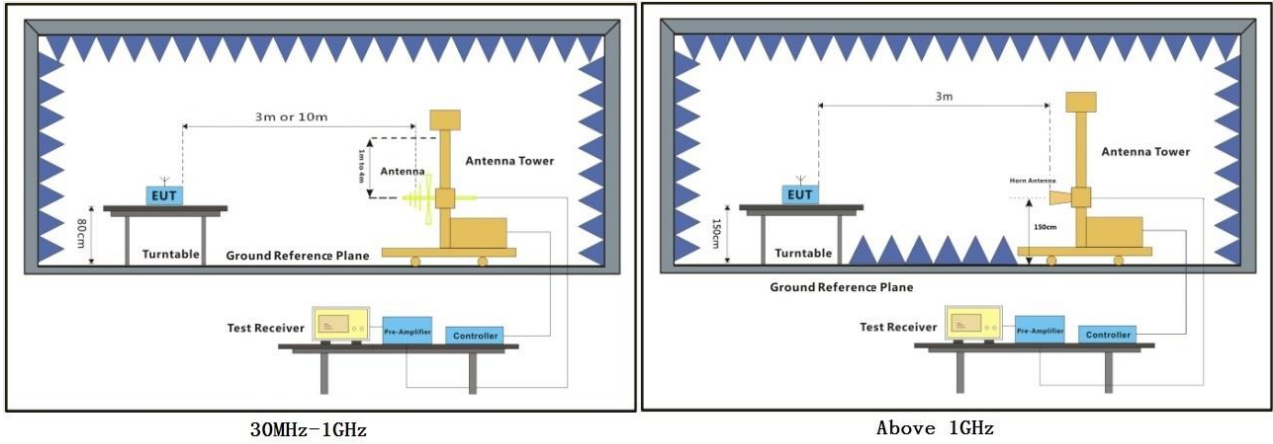 3m or 10m
1m to 4m
Antenna
Antenna Tower
EUT
80cm
Turntable
Ground Reference Plane
Test Receiver
Pre-Amplifier
Controller
30MHz-1GHz
3m
Antenna Tower
Horn Antenna
EUT
150cm
150cm
Turntable
Ground Reference Plane
Test Receiver
Pre-Amplifier
Controller
Above 1GHz